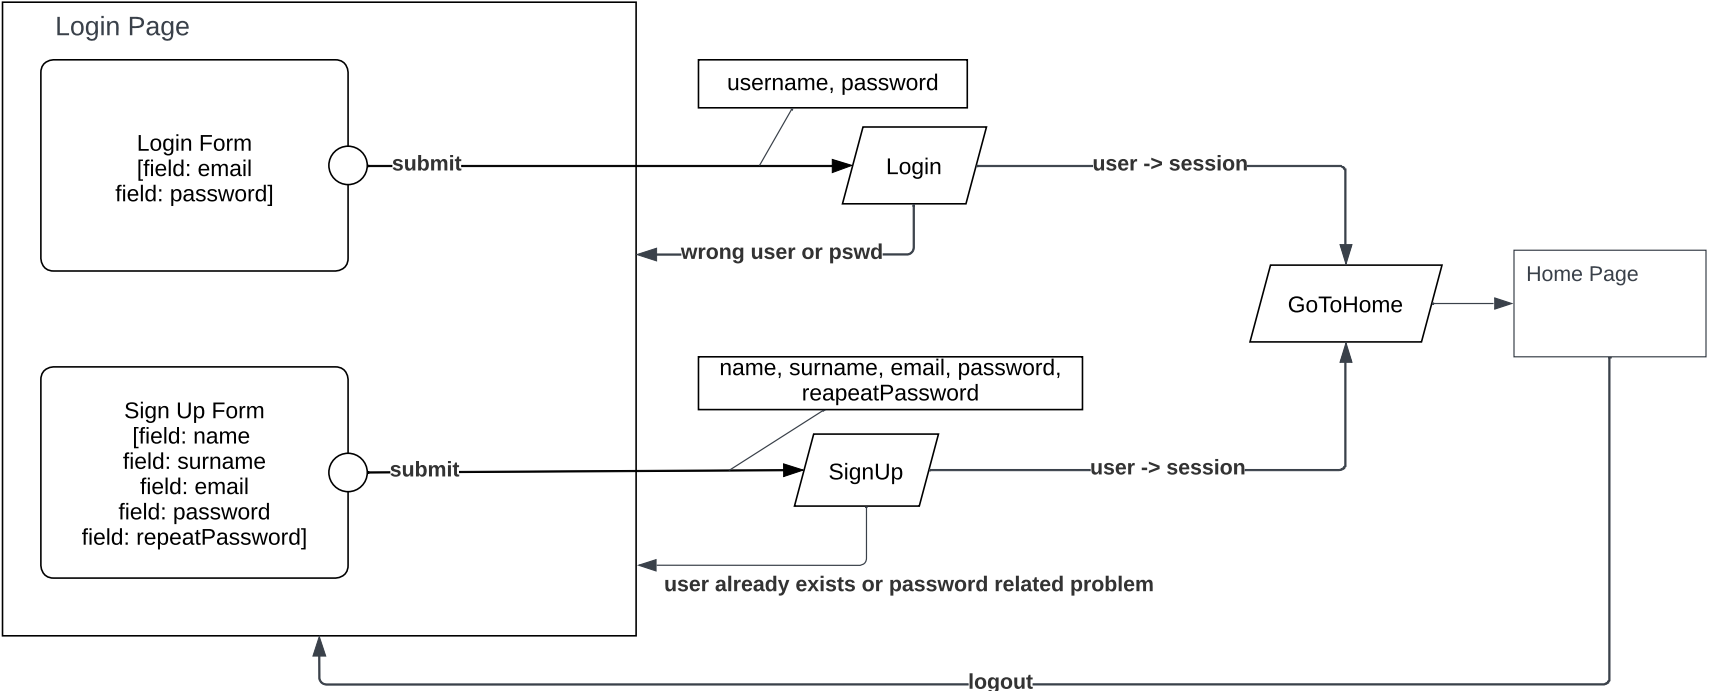 Login Page
Login Form
[field: email
field: password]
submit
username, password
Login
user -> session
wrong user or pswd
GoToHome
Home Page
Sign Up Form
[field: name
field: surname
field: email
field: password
field: repeatPassword]
submit
name, surname, email, password,
reapeatPassword
SignUp
user -> session
user already exists or password related problem
logout